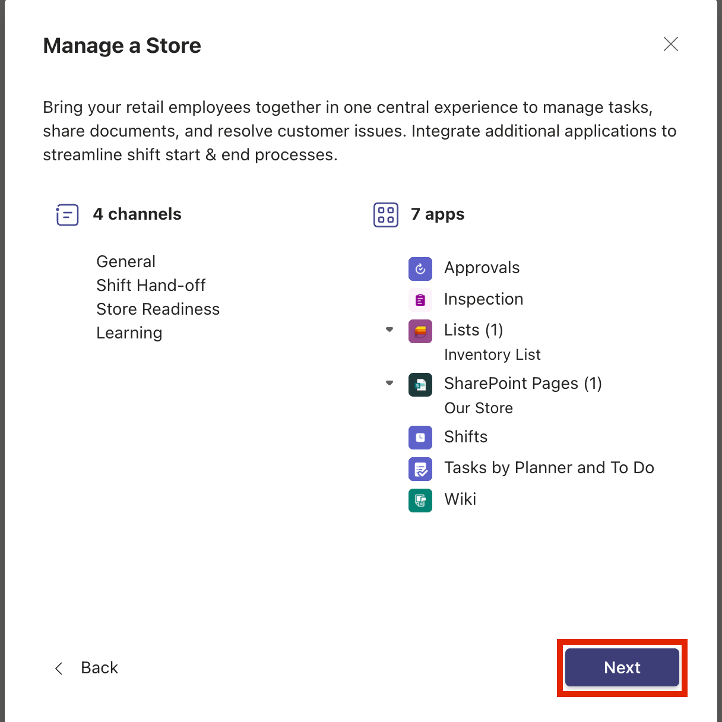 Manage a Store
Bring your retail employees together in one central experience to manage tasks,
share documents, and resolve customer issues. Integrate additional applications to
streamline shift start & end processes.
4 channels
General
Shift Hand-off
Store Readiness
Learning
7 apps
Approvals
Inspection
Lists (1)
Inventory List
SharePoint Pages (1)
Our Store
Shifts
Tasks by Planner and To Do
Wiki
Back
Next